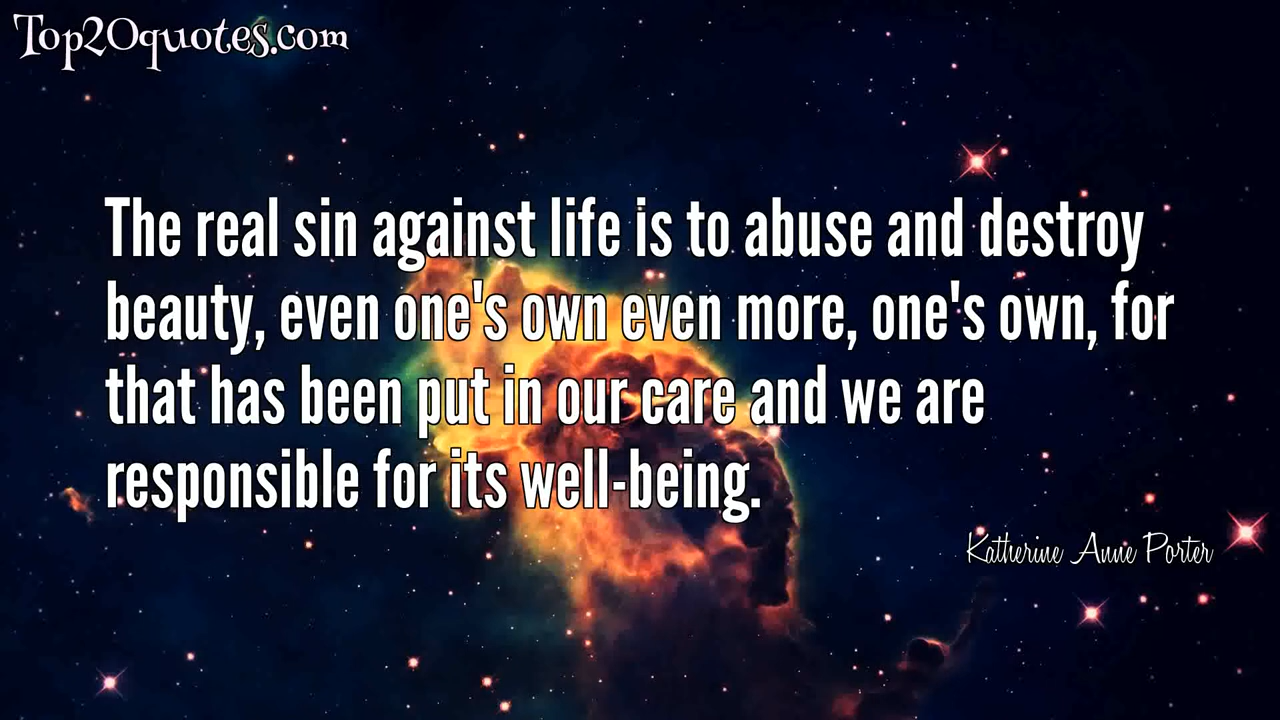 Top20quotes.com
The real sin against life is to abuse and destroy
beauty, even one's own even more, one's own, for
that has been put in our care and we are
responsible for its well-being.
Katherine Anne Porter